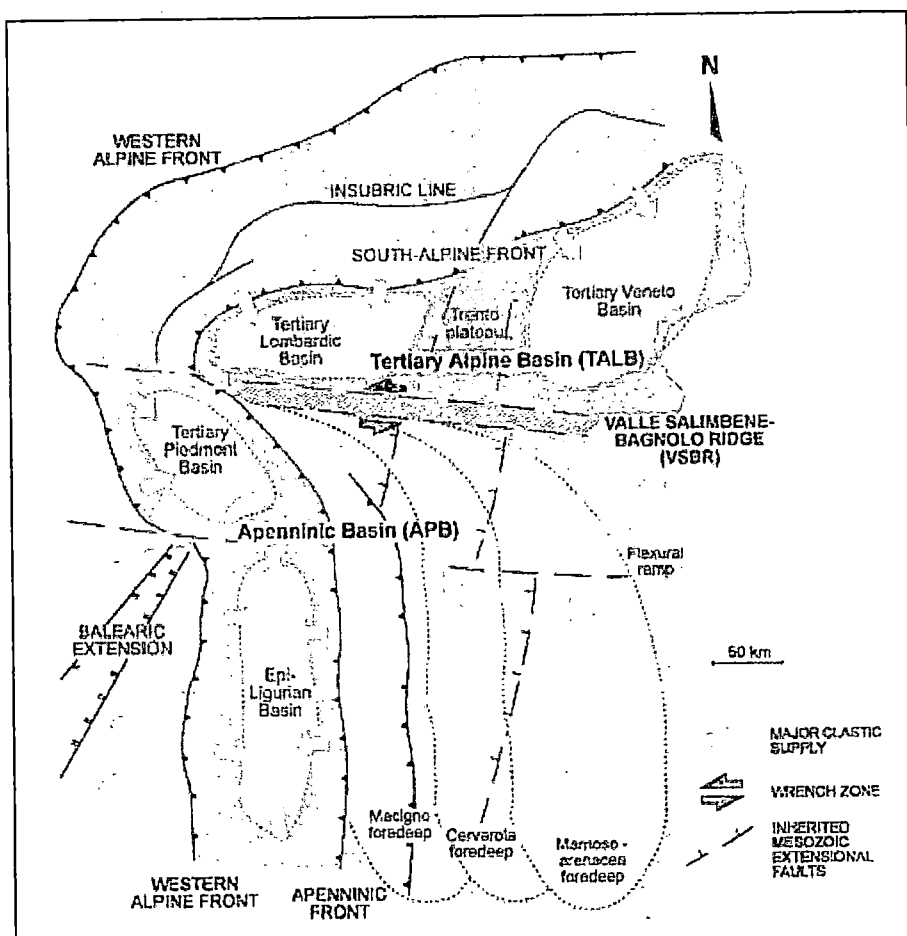 N
WESTERN
ALPINE FRONT
INSUBRIC LINE
SOUTH-ALPINE FRONT
Tertiary
Lombardic
Basin
Trento
plateau
Tertiary Veneto
Basin
Tertiary Alpine Basin (TALB)
VALLE SALIMBENE-
BAGNOLO RIDGE
(VSBR)
Tertiary
Piedmont
Basin
Apenninic Basin (APB)
Flexural
ramp
BALEARIC
EXTENSION
Epi-
Ligurian
Basin
50 km
MAJOR CLASTIC
SUPPLY
WRENCH ZONE
INHERITED
MESOZOIC
EXTENSIONAL
FAULTS
Macigno
foredeep
Cervarola
foredeep
Marnoso-
arenacea
foredeep
WESTERN
ALPINE FRONT
APENNINIC
FRONT